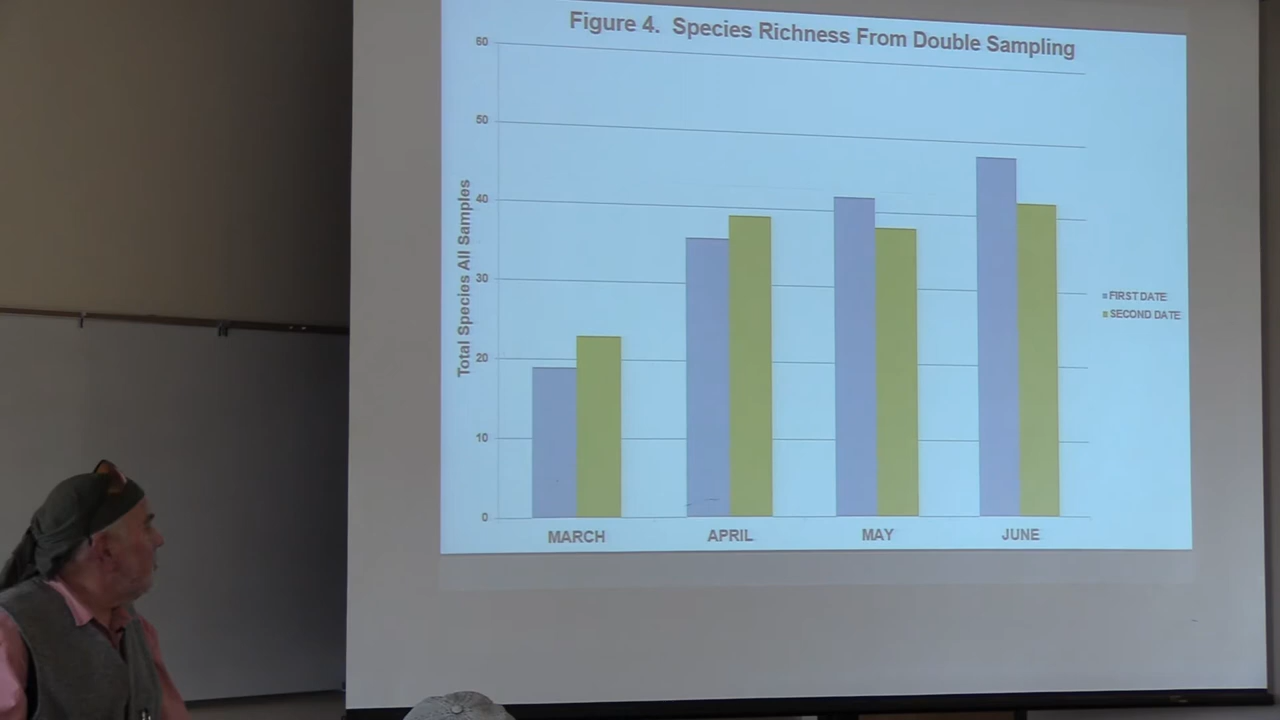 Figure 4. Species Richness From Double Sampling
Total Species All Samples
60
50
40
30
20
10
0
MARCH APRIL MAY JUNE
FIRST DATE
SECOND DATE